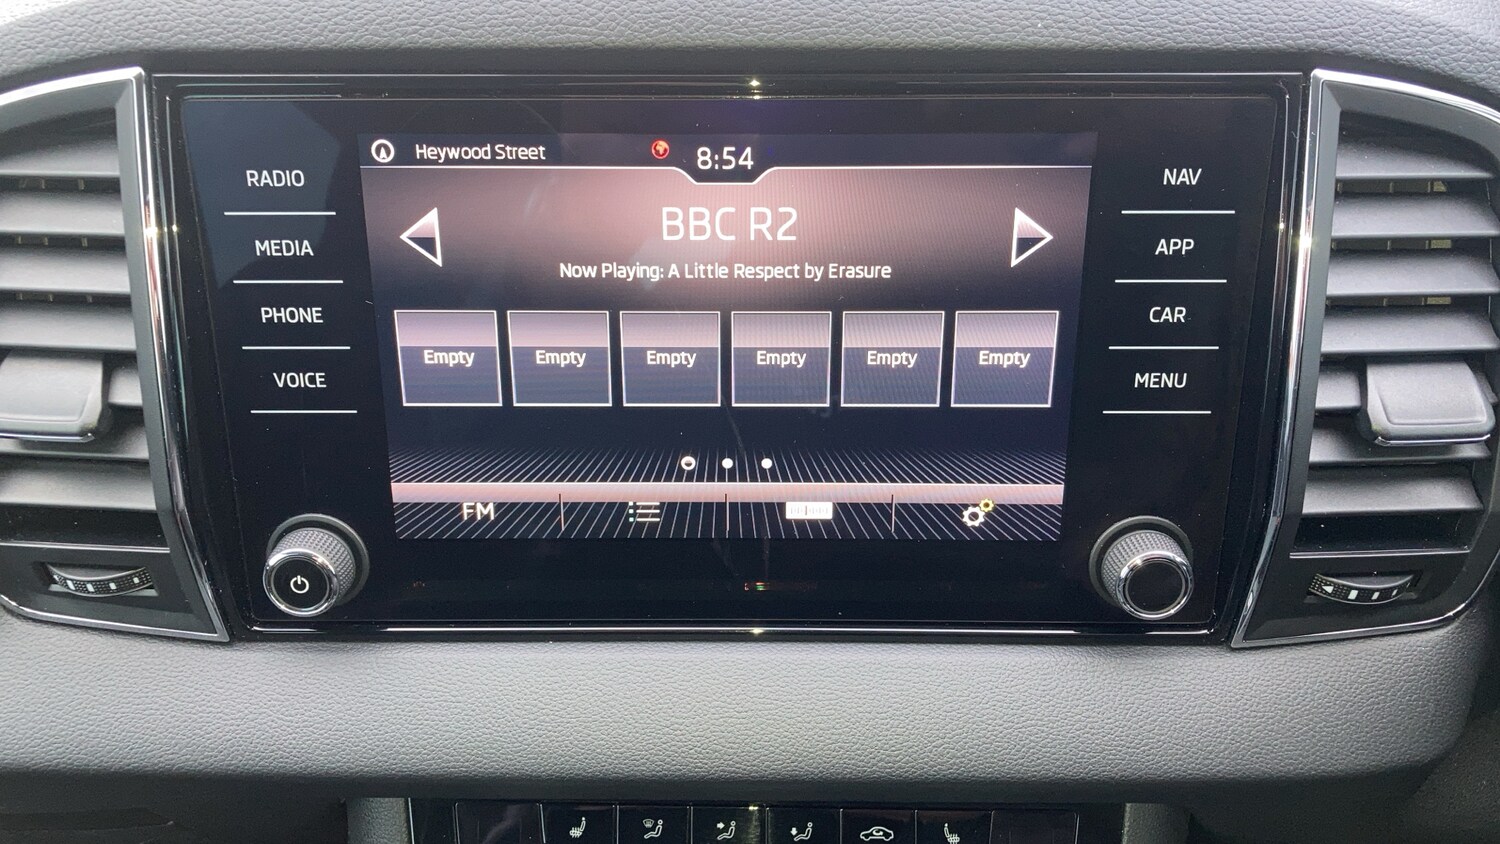 Heywood Street
8:54
RADIO
MEDIA
PHONE
VOICE
BBC R2
Now Playing: A Little Respect by Erasure
Empty Empty Empty Empty Empty Empty
FM
NAV
APP
CAR
MENU